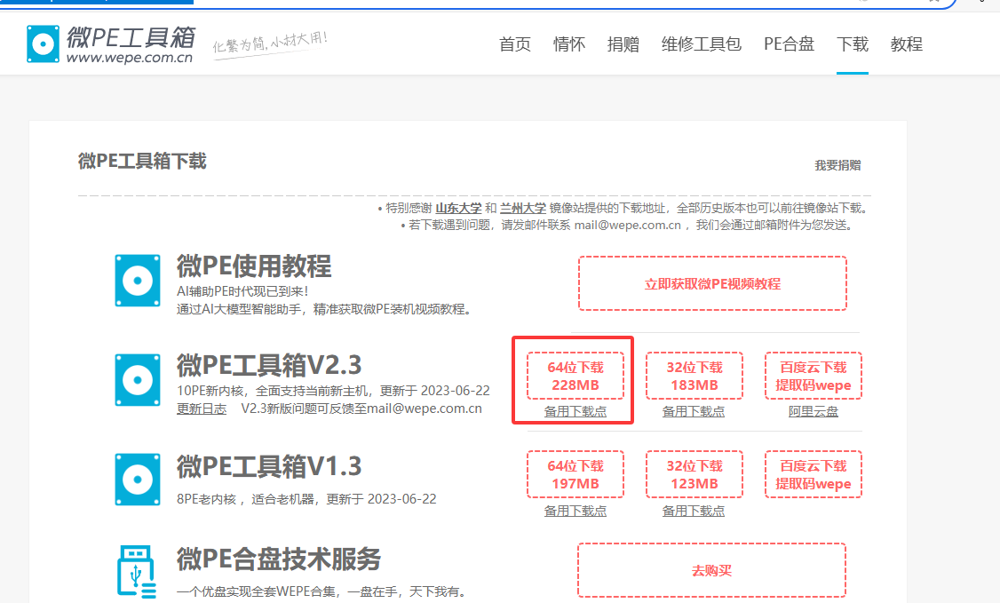 微PE工具箱
www.wepe.com.cn
化繁为简,小材大用!
首页 情怀 捐赠 维修工具包 PE合盘 下载 教程
微PE工具箱下载
我要捐赠
• 特别感谢 山东大学 和 兰州大学 镜像站提供的下载地址，全部历史版本也可以前往镜像站下载。
• 若下载遇到问题，请发邮件联系 mail@wepe.com.cn ，我们会通过邮箱附件为您发送。
微PE使用教程
AI辅助PE时代现已到来！
通过AI大模型智能助手，精准获取微PE装机视频教程。
立即获取微PE视频教程
微PE工具箱V2.3
10PE新内核，全面支持当前新主机，更新于 2023-06-22
更新日志 V2.3新版问题可反馈至mail@wepe.com.cn
64位下载
228MB
备用下载点
32位下载
183MB
备用下载点
百度云下载
提取码wepe
阿里云盘
微PE工具箱V1.3
8PE老内核 ，适合老机器，更新于 2023-06-22
64位下载
197MB
备用下载点
32位下载
123MB
备用下载点
百度云下载
提取码wepe
微PE合盘技术服务
一个优盘实现全套WEPE合集，一盘在手，天下我有。
去购买